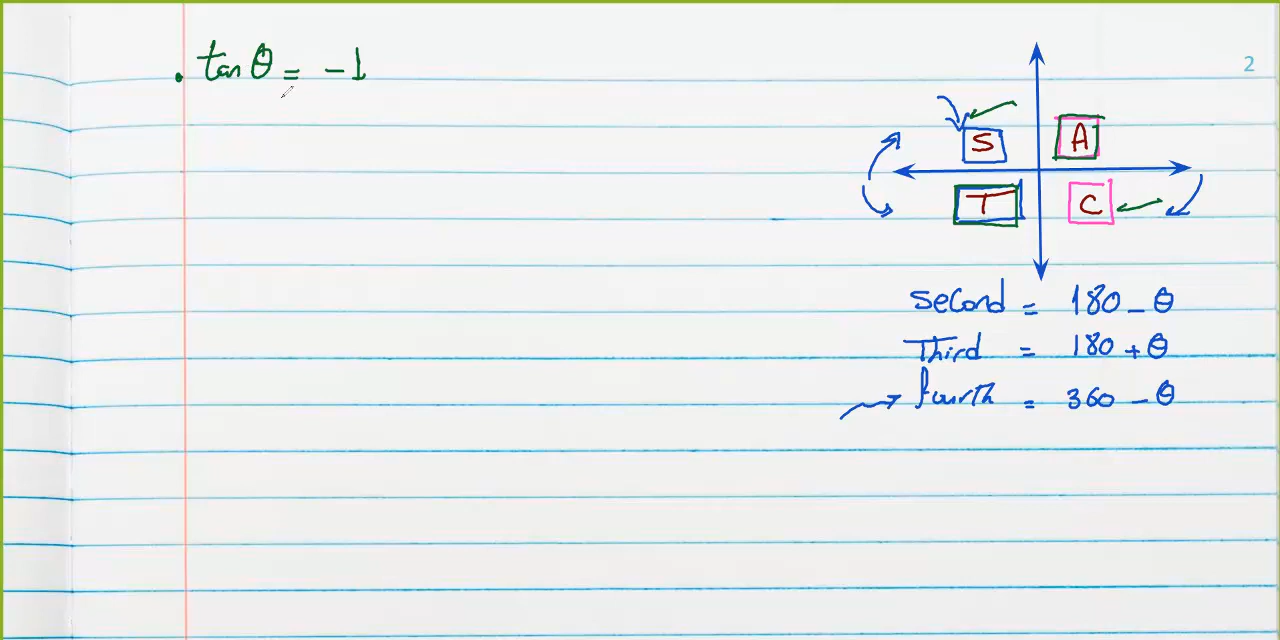 . tan θ = -1
2
S A
T C
second = 180 - θ
Third = 180 + θ
fourth = 360 - θ